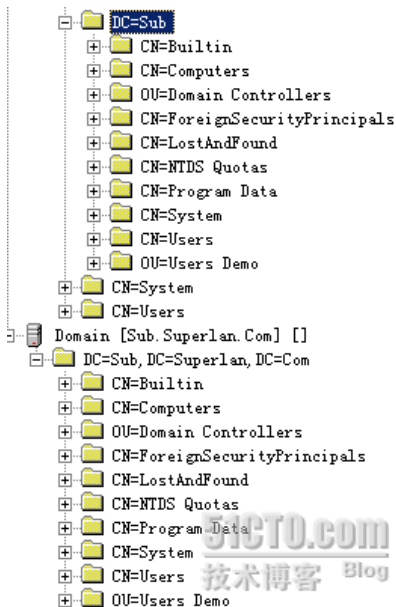 DC=Sub
CN=Builtin
CN=Computers
OU=Domain Controllers
CN=ForeignSecurityPrincipals
CN=LostAndFound
CN=NTDS Quotas
CN=Program Data
CN=System
CN=Users
OU=Users Demo
CN=System
CN=Users
Domain [Sub.Superlan.Com] []
DC=Sub,DC=Superlan,DC=Com
CN=Builtin
CN=Computers
OU=Domain Controllers
CN=ForeignSecurityPrincipals
CN=LostAndFound
CN=NTDS Quotas
CN=Program Data
CN=System
CN=Users
OU=Users Demo
51CTO.com
技术博客 Blog